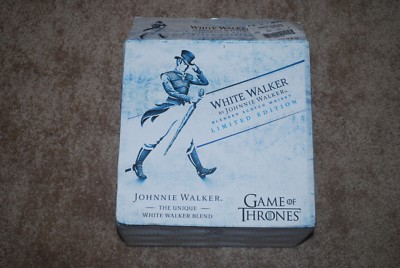 WHITE WALKER
BY JOHNNIE WALKER.
BLENDED SCOTCH WHISKY
LIMITED EDITION
JOHNNIE WALKER.
THE UNIQUE
WHITE WALKER BLEND
GAME OF
THRONES